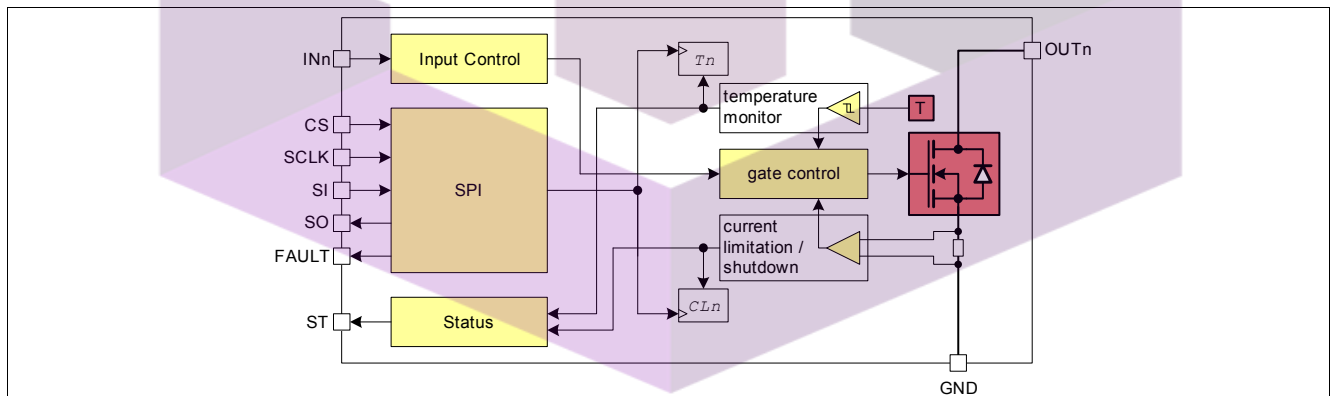 INn
Input Control
Tn
OUTn
temperature
monitor
T
CS
SCLK
SI
SO
FAULT
SPI
gate control
current
limitation /
shutdown
CLn
ST
Status
GND